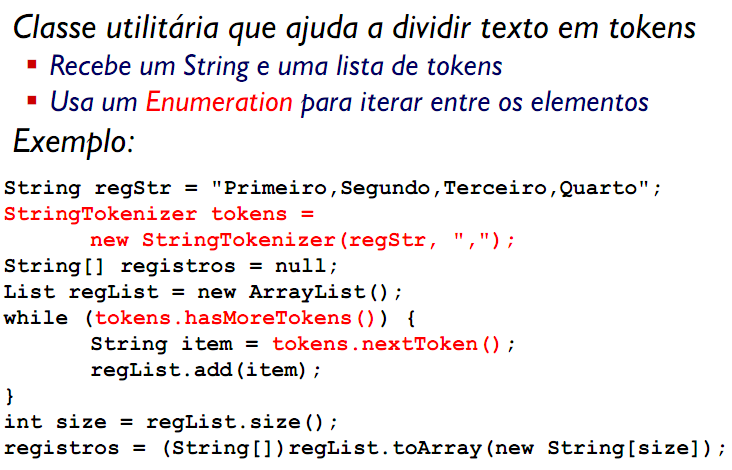 Classe utilitária que ajuda a dividir texto em tokens
▪ Recebe um String e uma lista de tokens
▪ Usa um Enumeration para iterar entre os elementos
Exemplo:
String regStr = "Primeiro,Segundo,Terceiro,Quarto";
StringTokenizer tokens =
new StringTokenizer(regStr, ",");
String[] registros = null;
List regList = new ArrayList();
while (tokens.hasMoreTokens()) {
String item = tokens.nextToken();
regList.add(item);
}
int size = regList.size();
registros = (String[])regList.toArray(new String[size]);